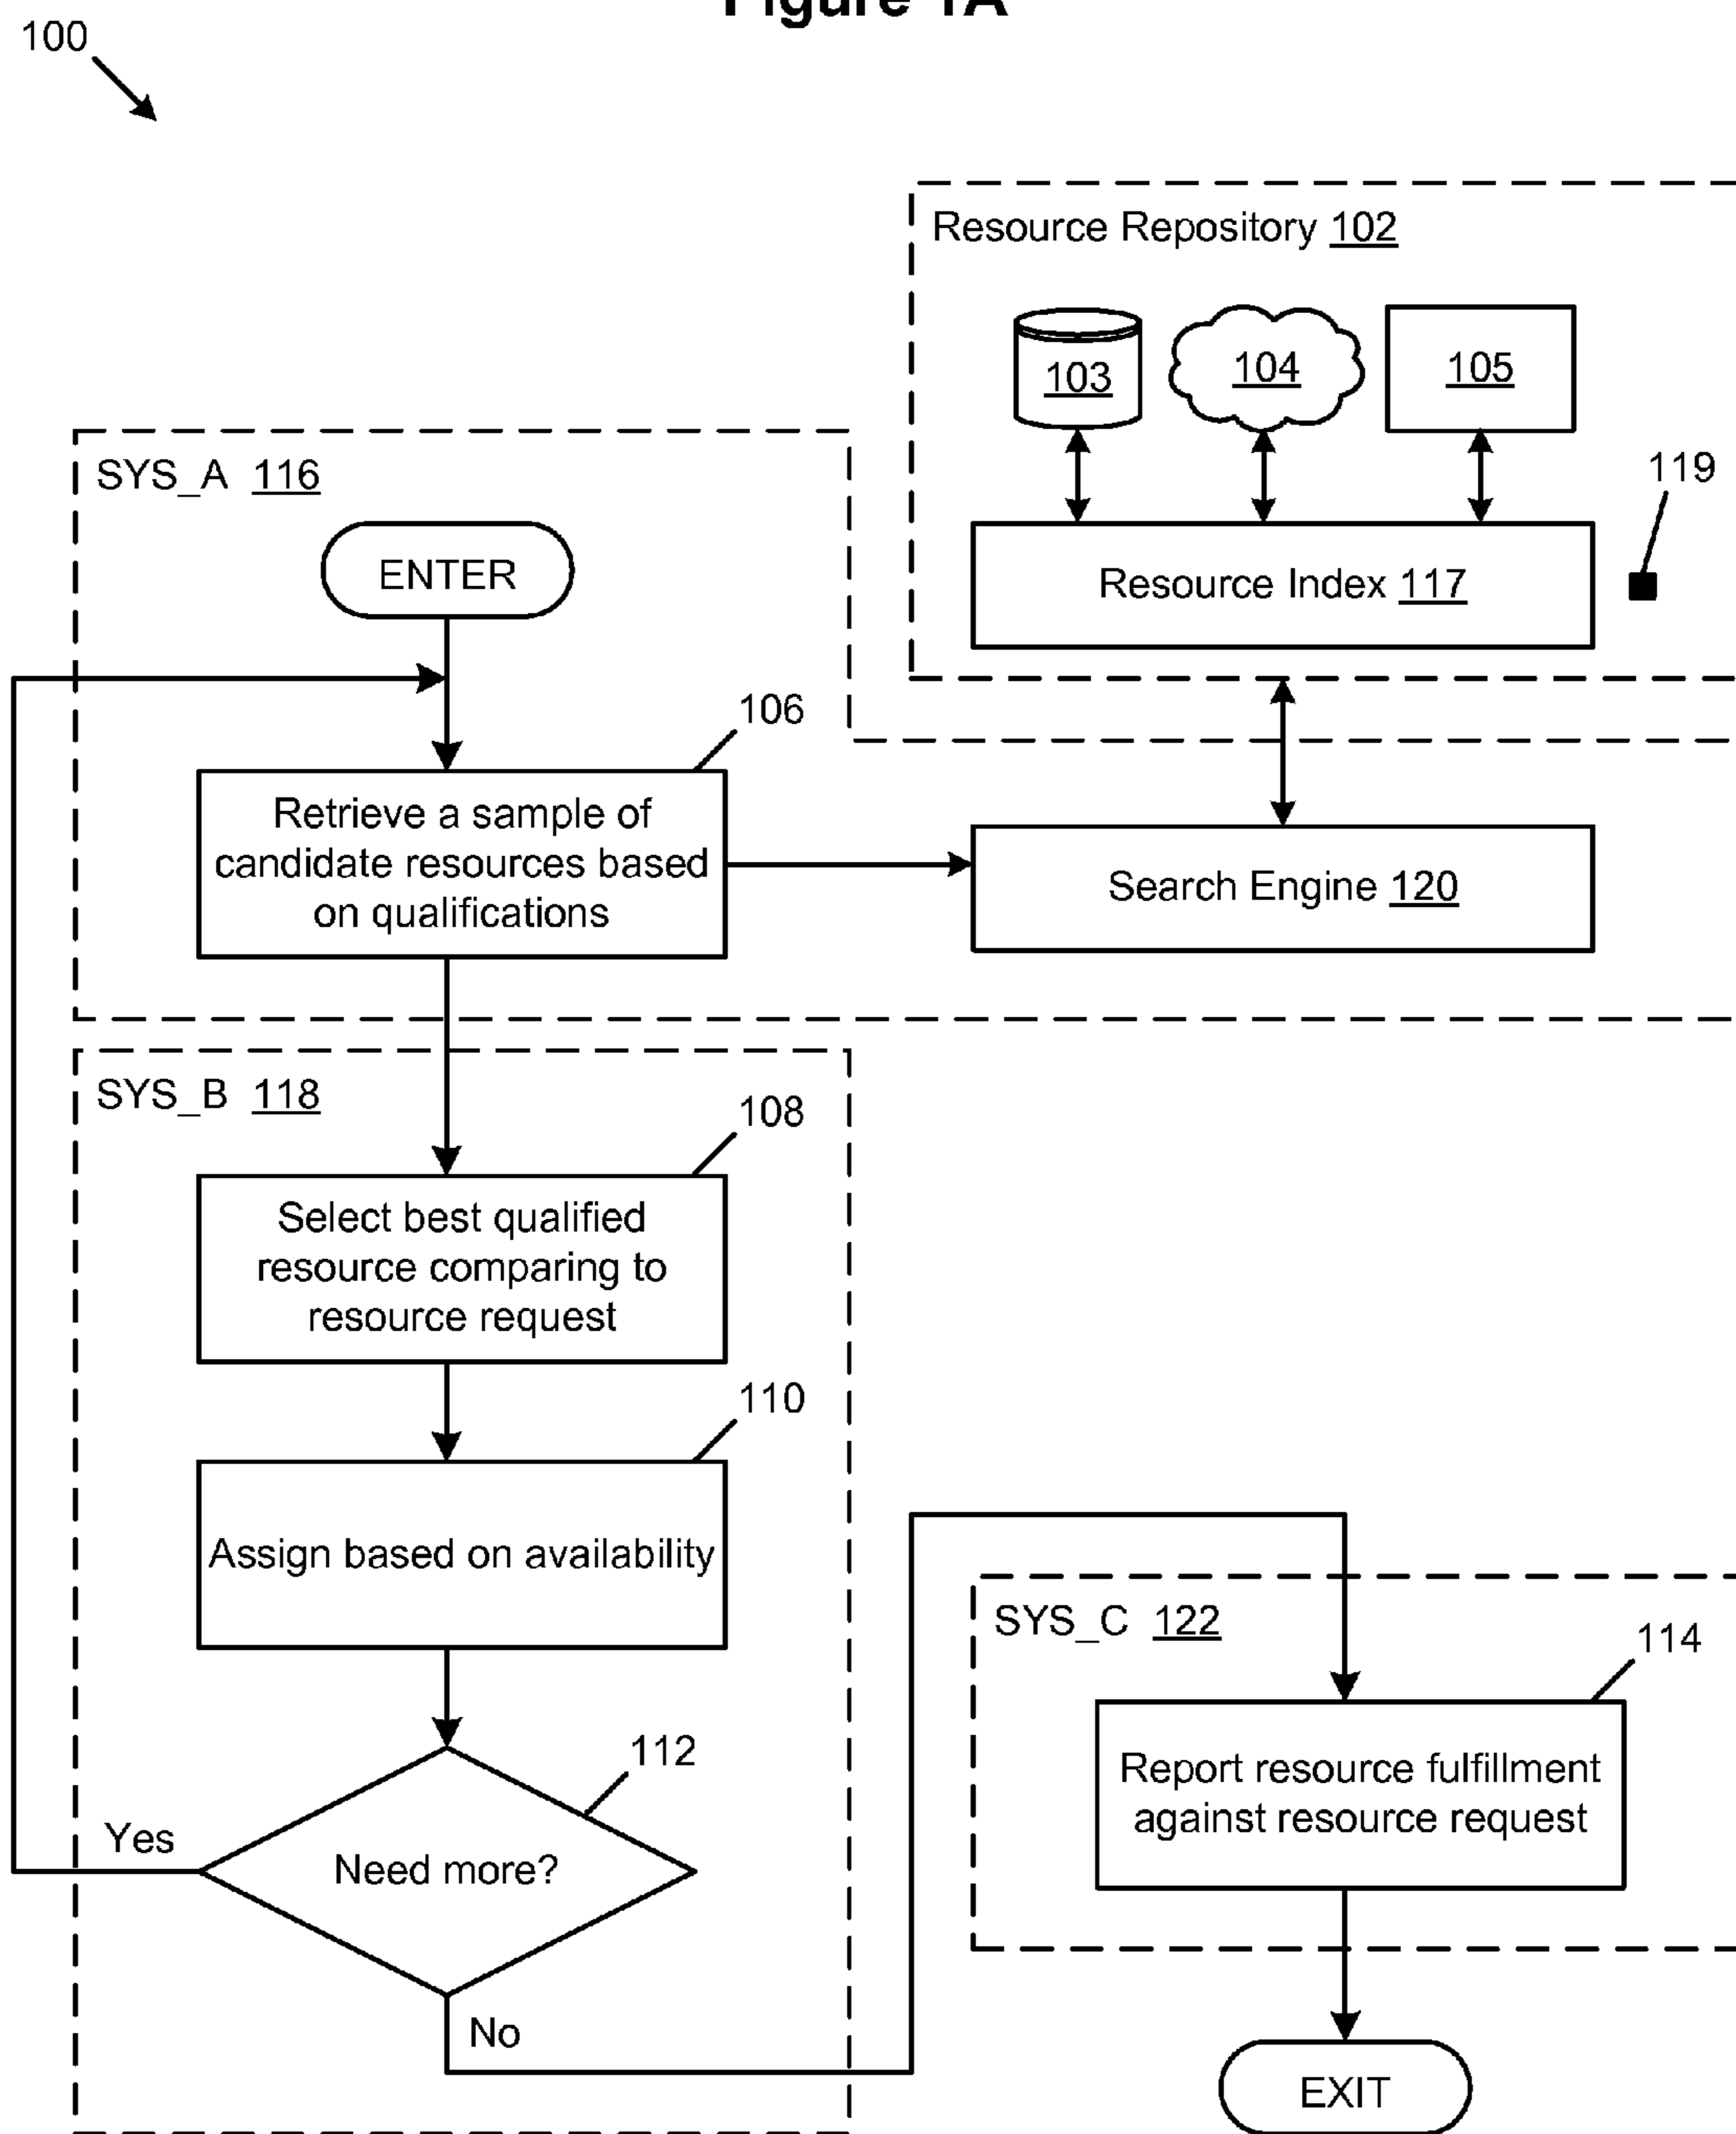 Figure 1A
100
Resource Repository 102
103
104
105
119
Resource Index 117
SYS_A 116
ENTER
106
Retrieve a sample of
candidate resources based
on qualifications
Search Engine 120
SYS_B 118
108
Select best qualified
resource comparing to
resource request
110
Assign based on availability
112
Need more?
Yes
No
SYS_C 122
114
Report resource fulfillment
against resource request
EXIT